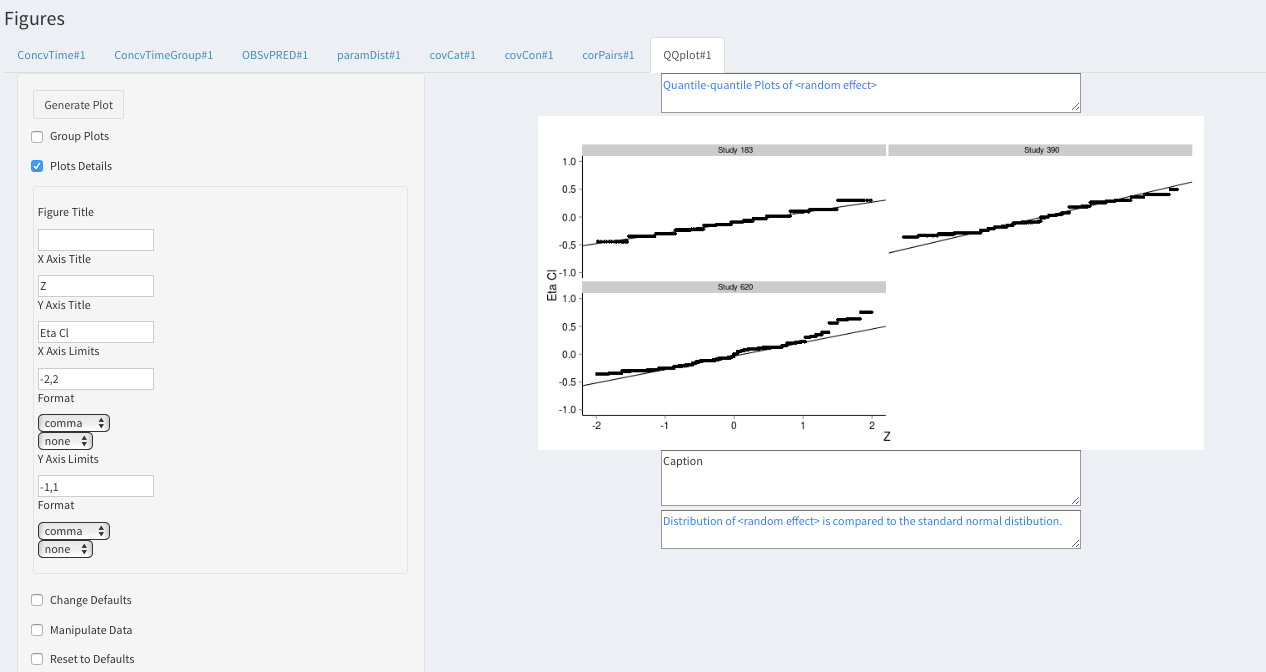 Figures
ConcvTime#1 ConcvTimeGroup#1 OBSvPRED#1 paramDist#1 covCat#1 covCon#1 corPairs#1 QQplot#1
Generate Plot
Group Plots
Plots Details
Figure Title
X Axis Title
Z
Y Axis Title
Eta Cl
X Axis Limits
-2,2
Format
comma
none
Y Axis Limits
-1,1
Format
comma
none
Change Defaults
Manipulate Data
Reset to Defaults
Quantile-quantile Plots of <random effect>
Study 183 Study 390
1.0
0.5
0.0
-0.5
-1.0
Eta Cl
Study 620
1.0
0.5
0.0
-0.5
-1.0
-2 -1 0 1 2
Z
Caption
Distribution of <random effect> is compared to the standard normal distibution.